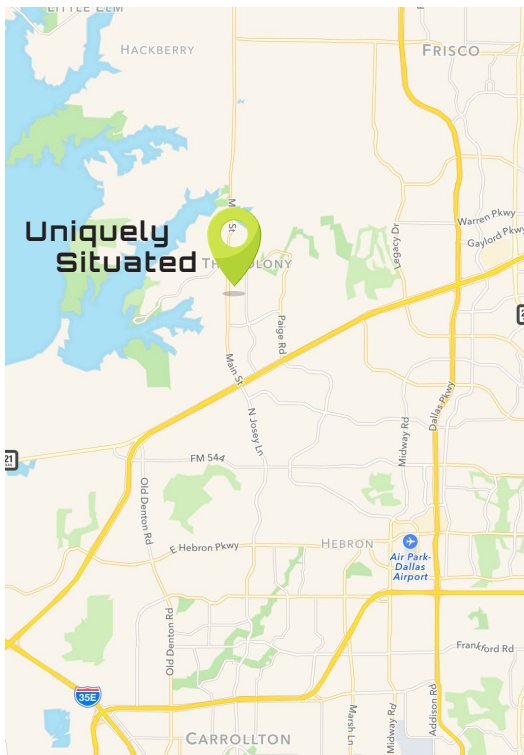 LITTLE ELM
HACKBERRY
FRISCO
Main St
Legacy Dr
Warren Pkwy
Gaylord Pkwy
Uniquely
Situated
THE COLONY
Paige Rd
Main St
Dallas Pkwy
N Josey Ln
Midway Rd
21
FM 544
Old Denton Rd
E Hebron Pkwy
HEBRON
Air Park-
Dallas
Airport
Old Denton Rd
Frankford Rd
35E
Marsh Ln
Midway Rd
Addison Rd
CARROLLTON